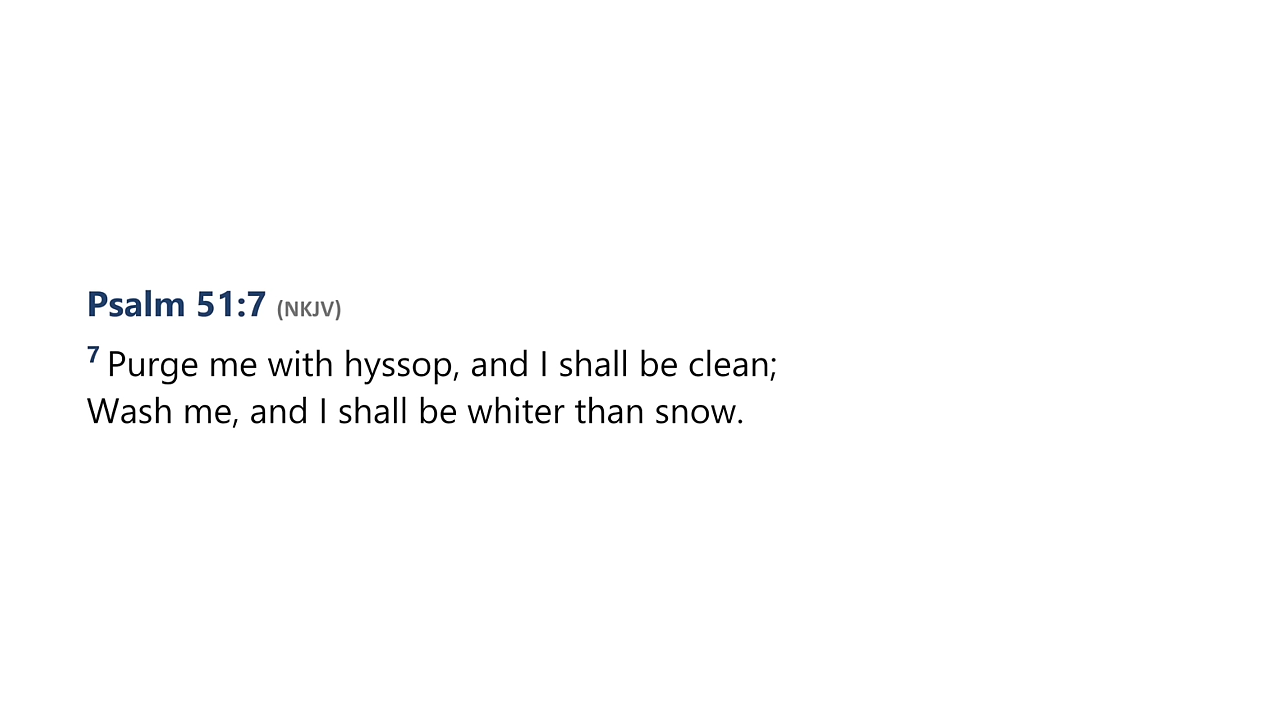 Psalm 51:7 (NKJV)
7 Purge me with hyssop, and I shall be clean;
Wash me, and I shall be whiter than snow.